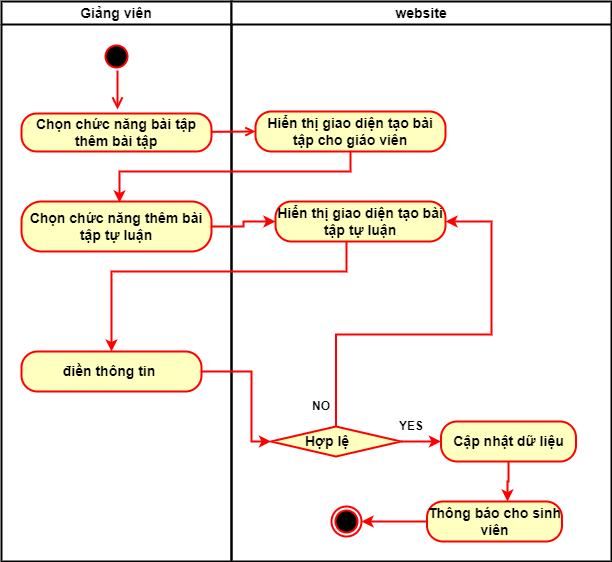 Giảng viên
website
Chọn chức năng bài tập
thêm bài tập
Hiển thị giao diện tạo bài
tập cho giáo viên
Chọn chức năng thêm bài
tập tự luận
Hiển thị giao diện tạo bài
tập tự luận
điền thông tin
NO
YES
Hợp lệ
Cập nhật dữ liệu
Thông báo cho sinh
viên